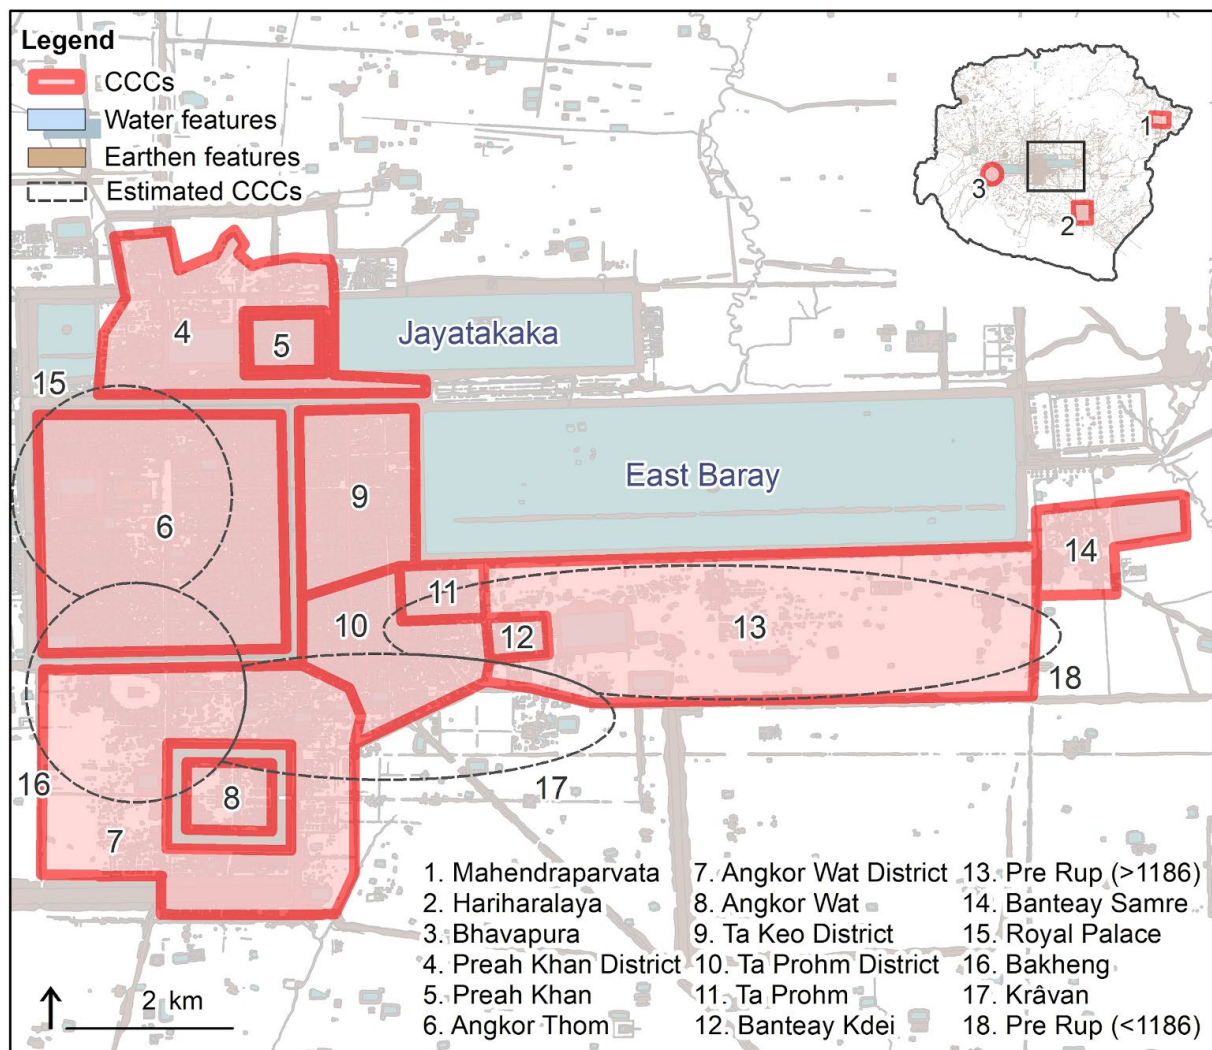 Legend
CCCs
Water features
Earthen features
Estimated CCCs
1
3
2
4
5
Jayatakaka
15
East Baray
9
6
14
11
10
12
13
18
16
17
8
7
1. Mahendraparvata
2. Hariharalaya
3. Bhavapura
4. Preah Khan District
5. Preah Khan
6. Angkor Thom
7. Angkor Wat District
8. Angkor Wat
9. Ta Keo District
10. Ta Prohm District
11. Ta Prohm
12. Banteay Kdei
13. Pre Rup (>1186)
14. Banteay Samre
15. Royal Palace
16. Bakheng
17. Krâvan
18. Pre Rup (<1186)
2 km